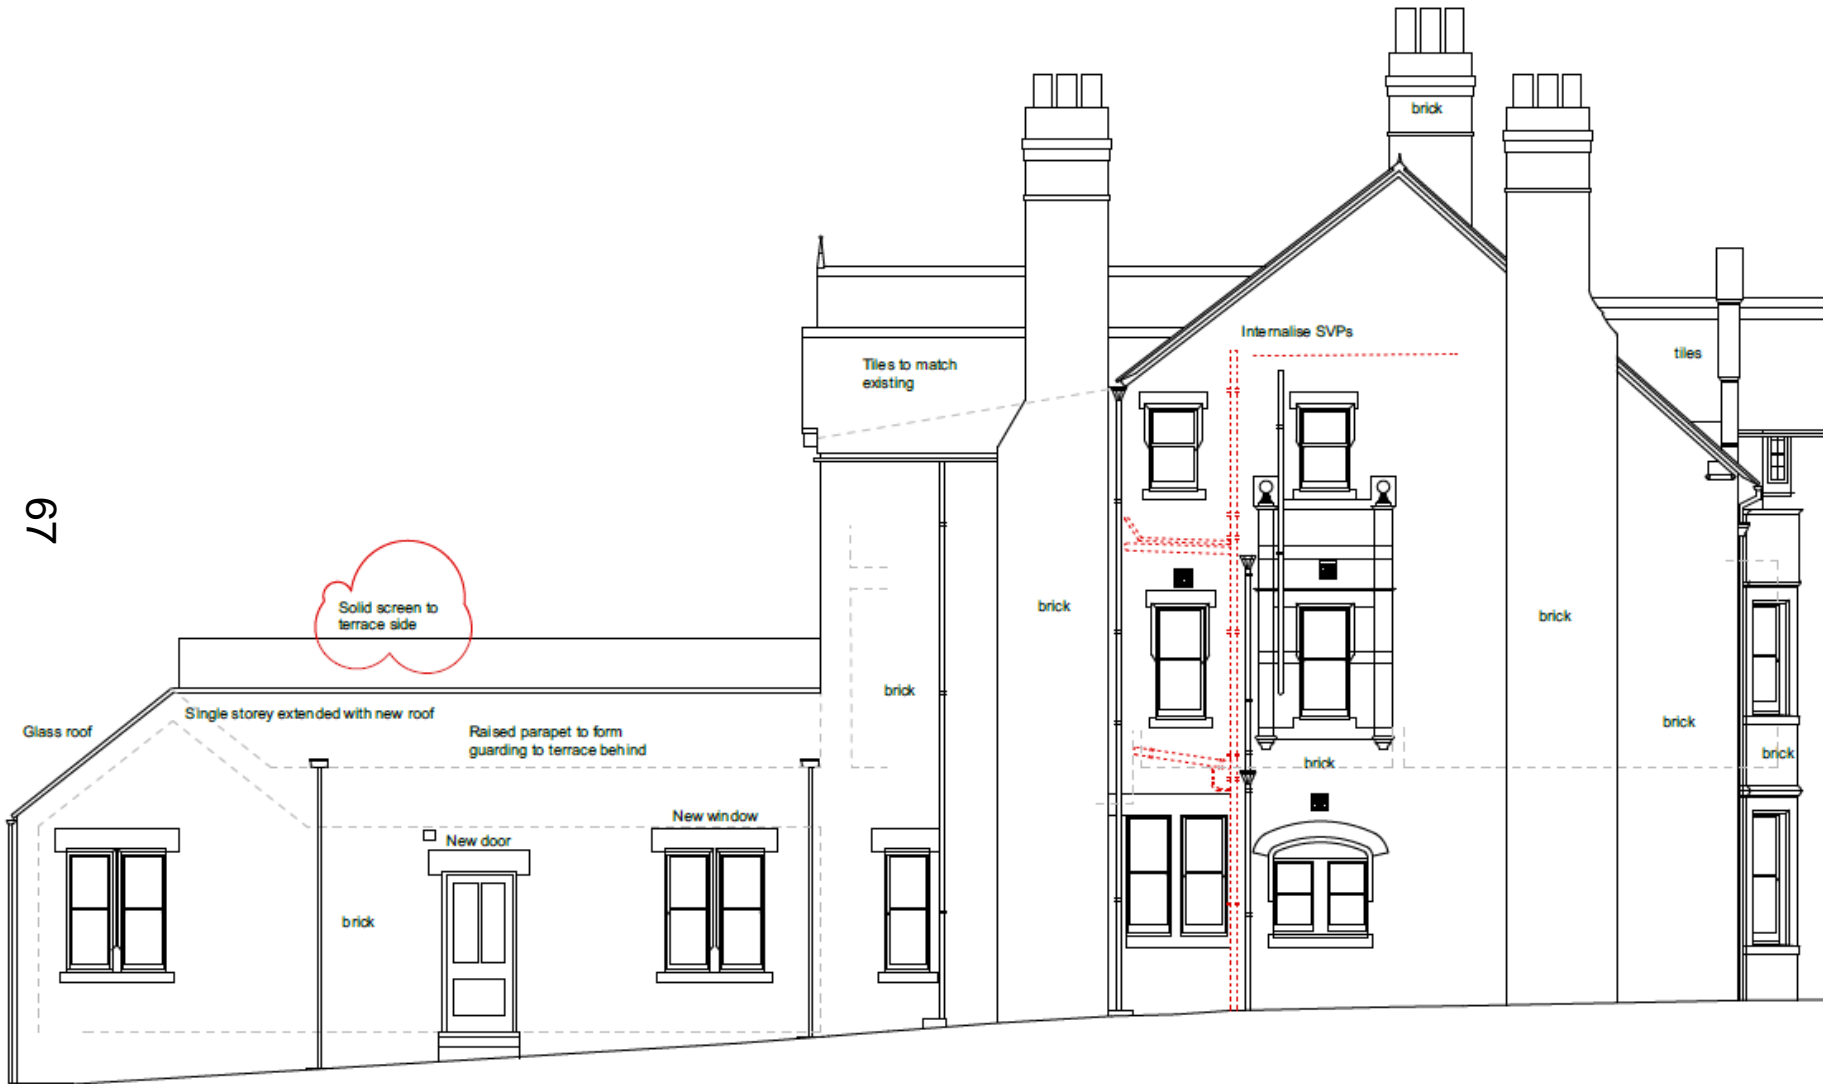 brick
Internalise SVPs
tiles
Tiles to match
existing
67
Solid screen to
terrace side
brick
brick
brick
Single storey extended with new roof
Glass roof
Raised parapet to form
guarding to terrace behind
brick
brick
brick
New window
New door
brick